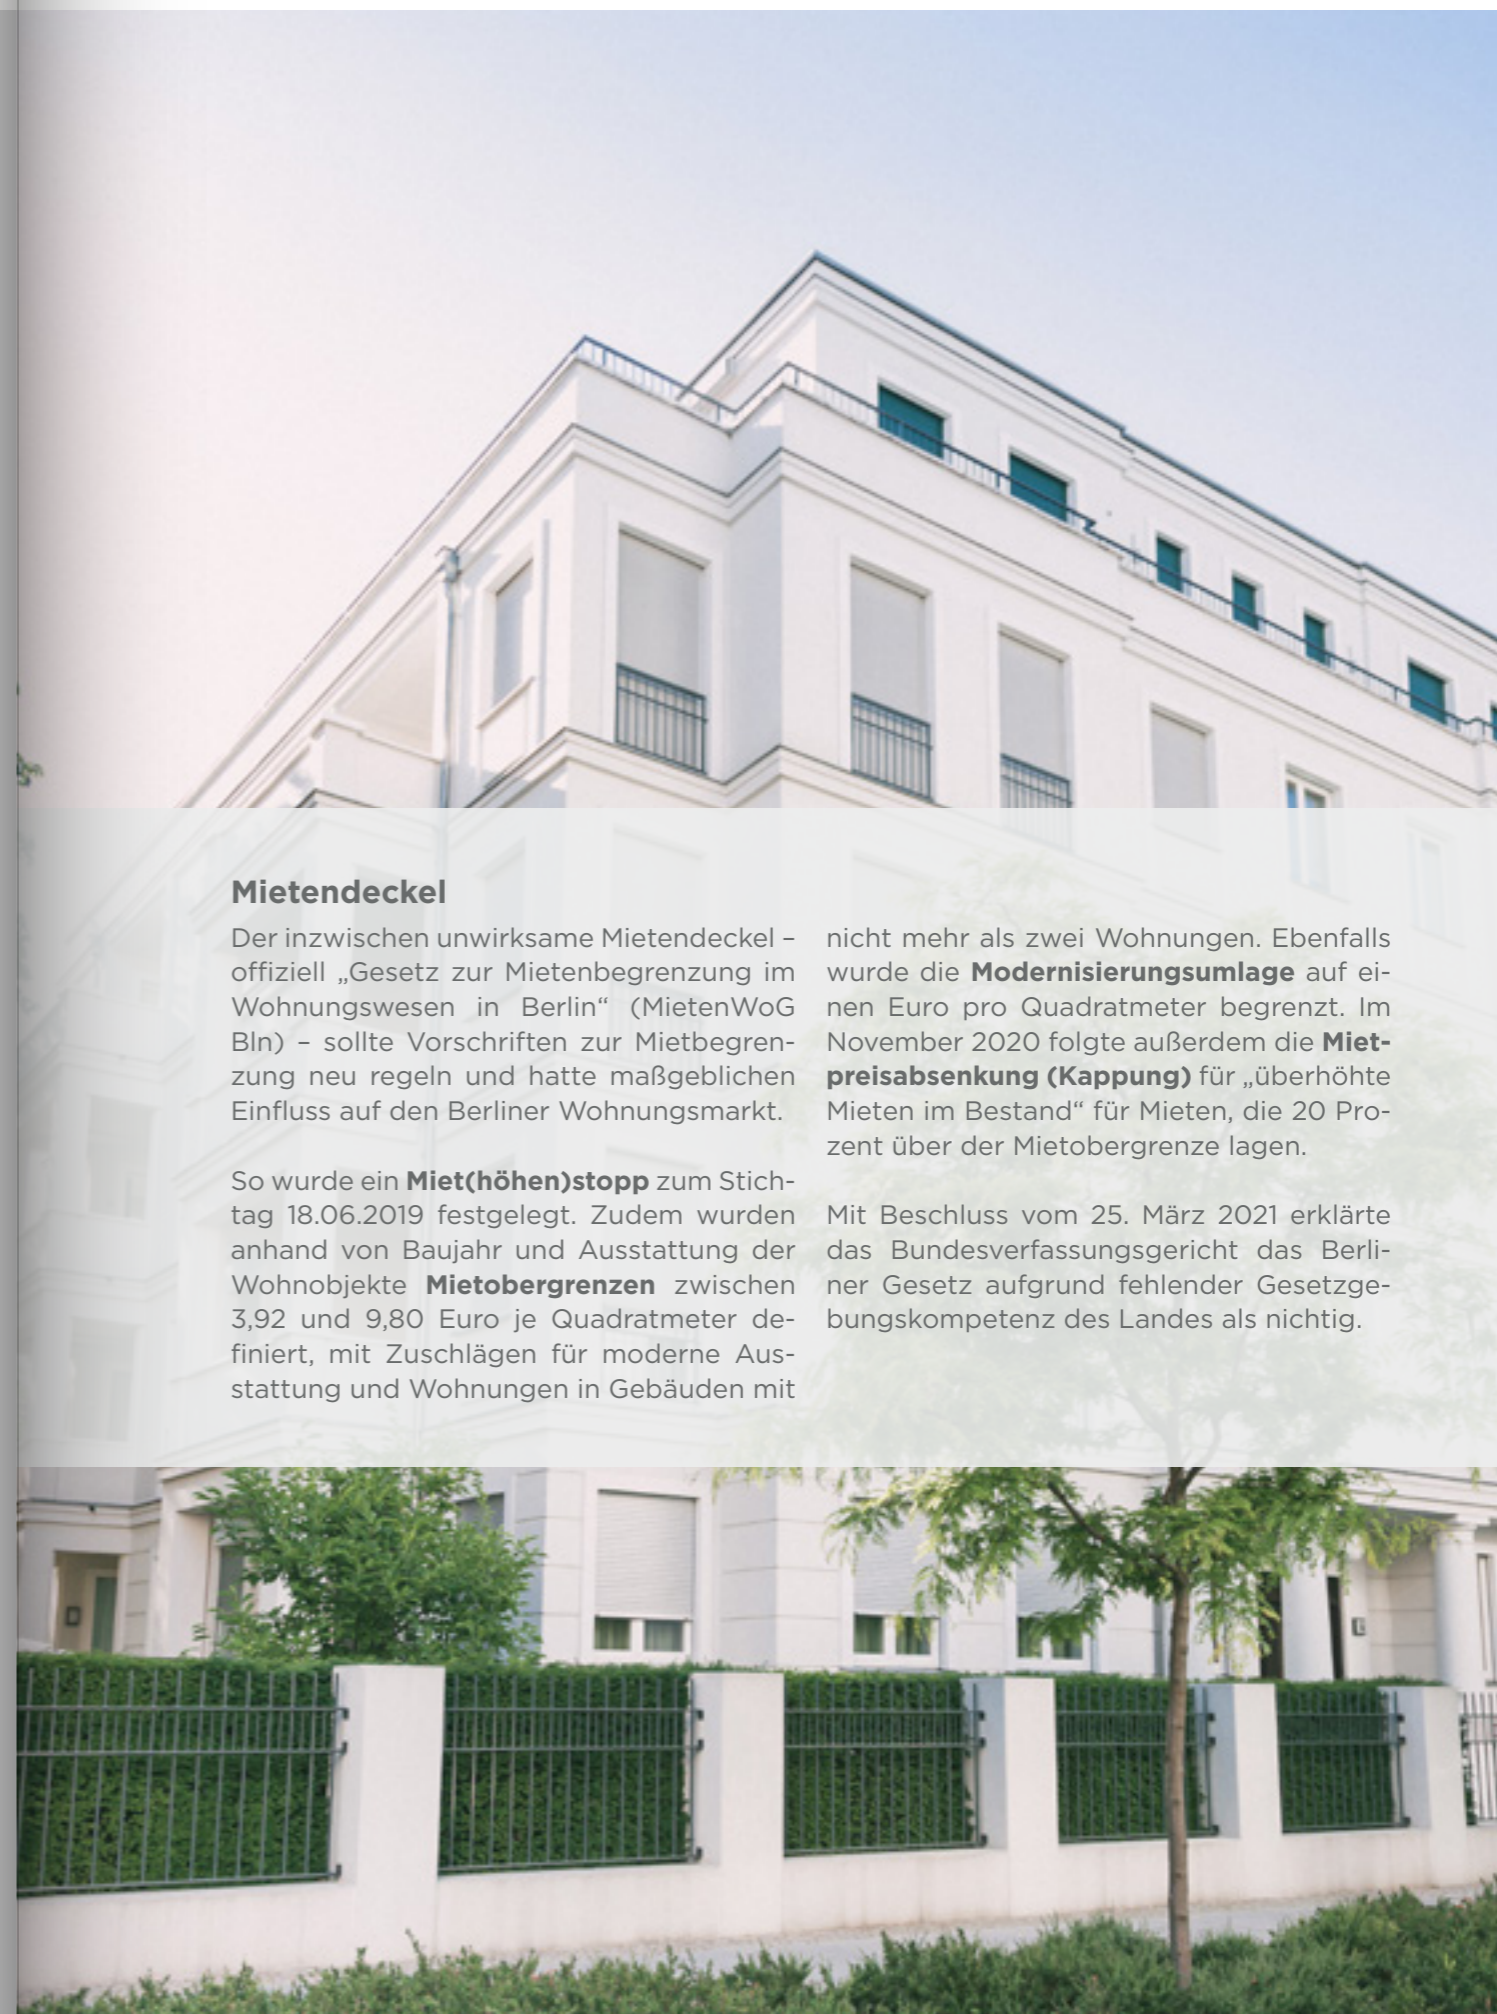 Mietendeckel
Der inzwischen unwirksame Mietendeckel –
offiziell „Gesetz zur Mietenbegrenzung im
Wohnungswesen in Berlin“ (MietenWoG
Bln) – sollte Vorschriften zur Mietbegren-
zung neu regeln und hatte maßgeblichen
Einfluss auf den Berliner Wohnungsmarkt.
So wurde ein Miet(höhen)stopp zum Stich-
tag 18.06.2019 festgelegt. Zudem wurden
anhand von Baujahr und Ausstattung der
Wohnobjekte Mietobergrenzen zwischen
3,92 und 9,80 Euro je Quadratmeter de-
finiert, mit Zuschlägen für moderne Aus-
stattung und Wohnungen in Gebäuden mit
nicht mehr als zwei Wohnungen. Ebenfalls
wurde die Modernisierungsumlage auf ei-
nen Euro pro Quadratmeter begrenzt. Im
November 2020 folgte außerdem die Miet-
preisabsenkung (Kappung) für „überhöhte
Mieten im Bestand“ für Mieten, die 20 Pro-
zent über der Mietobergrenze lagen.
Mit Beschluss vom 25. März 2021 erklärte
das Bundesverfassungsgericht das Berli-
ner Gesetz aufgrund fehlender Gesetzge-
bungskompetenz des Landes als nichtig.